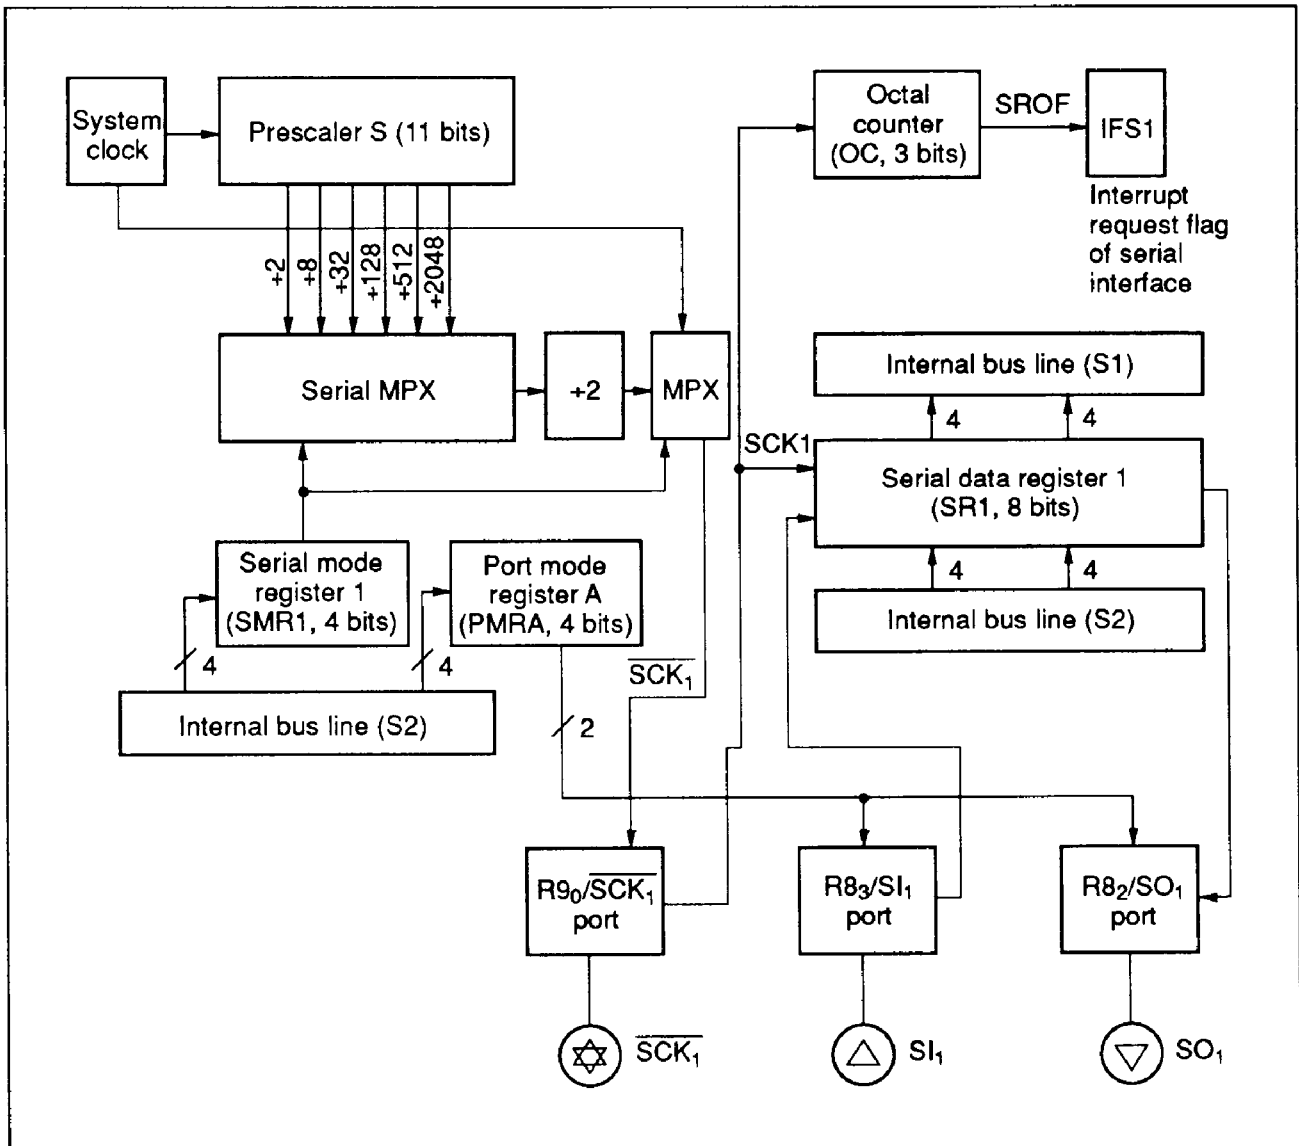 System
clock
Prescaler S (11 bits)
+2
+8
+32
+128
+512
+2048
Serial MPX
+2
MPX
Octal
counter
(OC, 3 bits)
SROF
IFS1
Interrupt
request flag
of serial
interface
Internal bus line (S1)
4
4
SCK1
Serial data register 1
(SR1, 8 bits)
4
4
Internal bus line (S2)
Serial mode
register 1
(SMR1, 4 bits)
Port mode
register A
(PMRA, 4 bits)
4
4
Internal bus line (S2)
S̅C̅K̅₁
2
R9₀/S̅C̅K̅₁
port
R8₃/SI₁
port
R8₂/SO₁
port
S̅C̅K̅₁
SI₁
SO₁